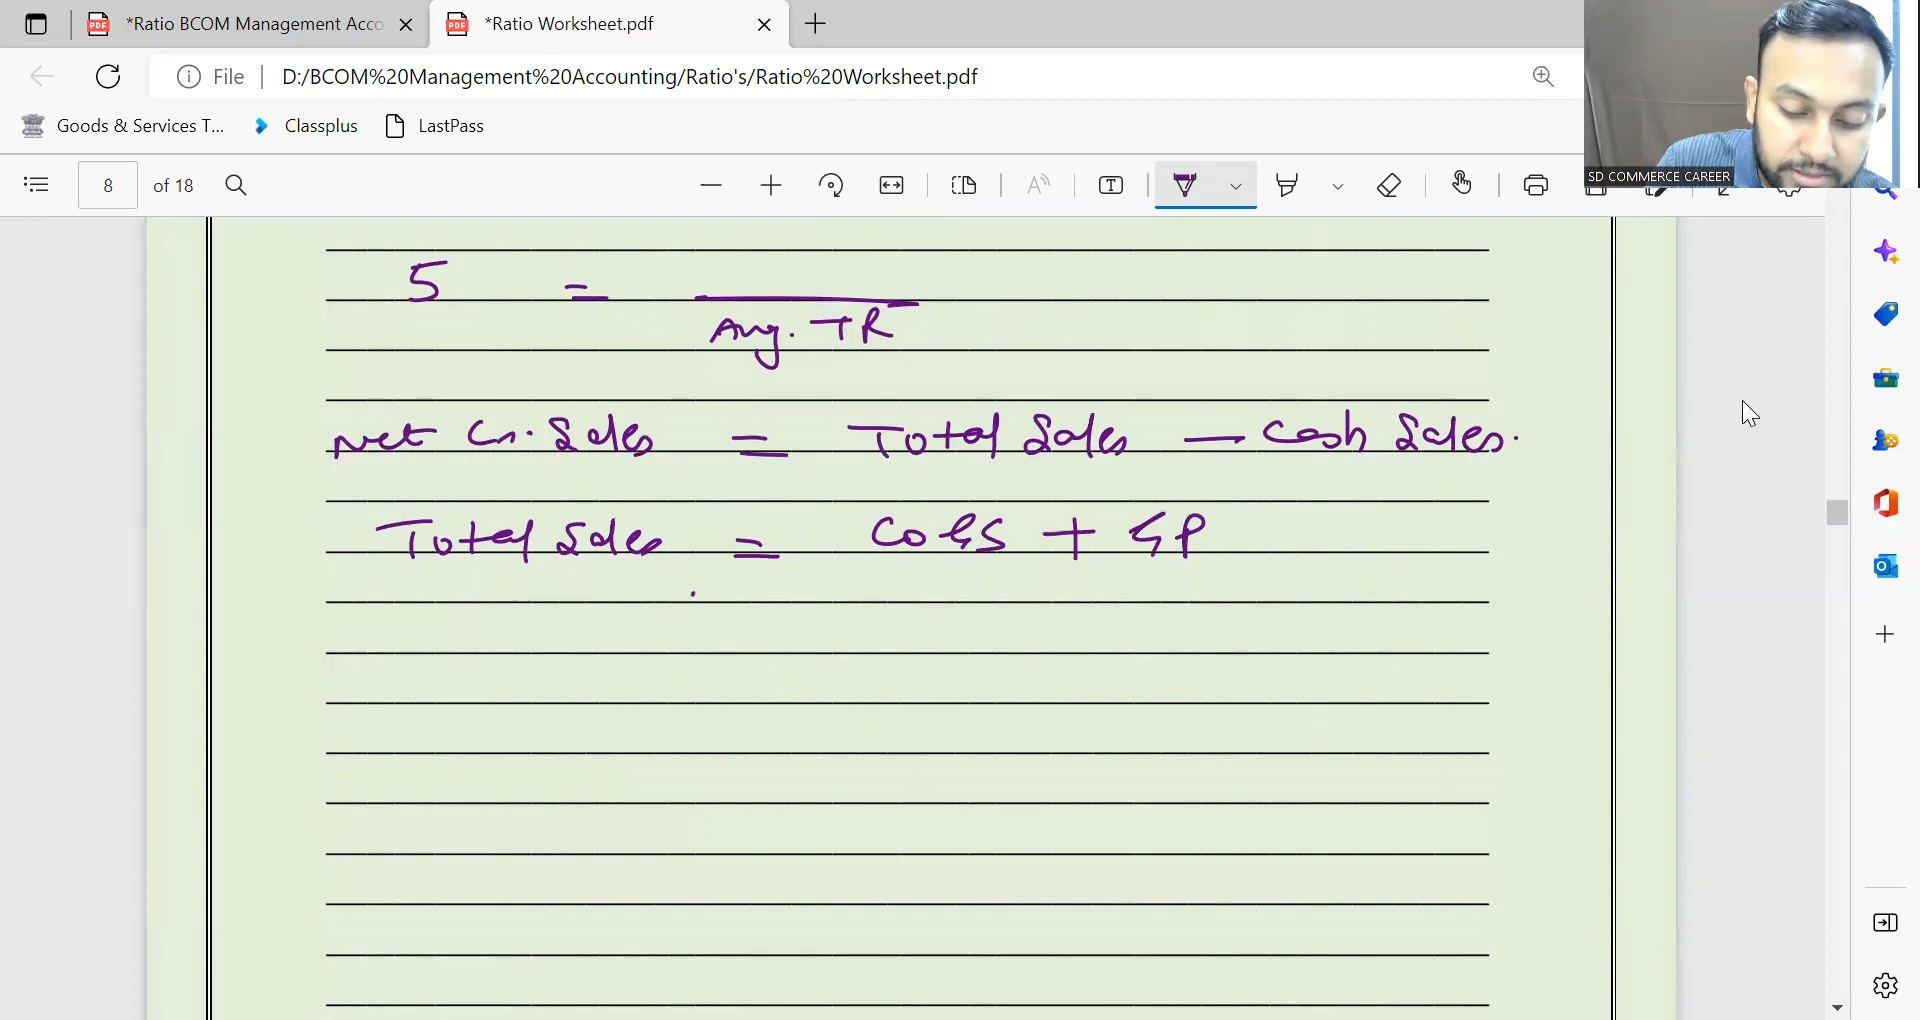 *Ratio BCOM Management Acco
*Ratio Worksheet.pdf
File
D:/BCOM%20Management%20Accounting/Ratio's/Ratio%20Worksheet.pdf
Goods & Services T...
Classplus
LastPass
8
of 18
SD COMMERCE CAREER
5 =
Avg. TR
Net Cr. Sales = Total Sales — Cash Sales.
Total Sales = COGS + GP